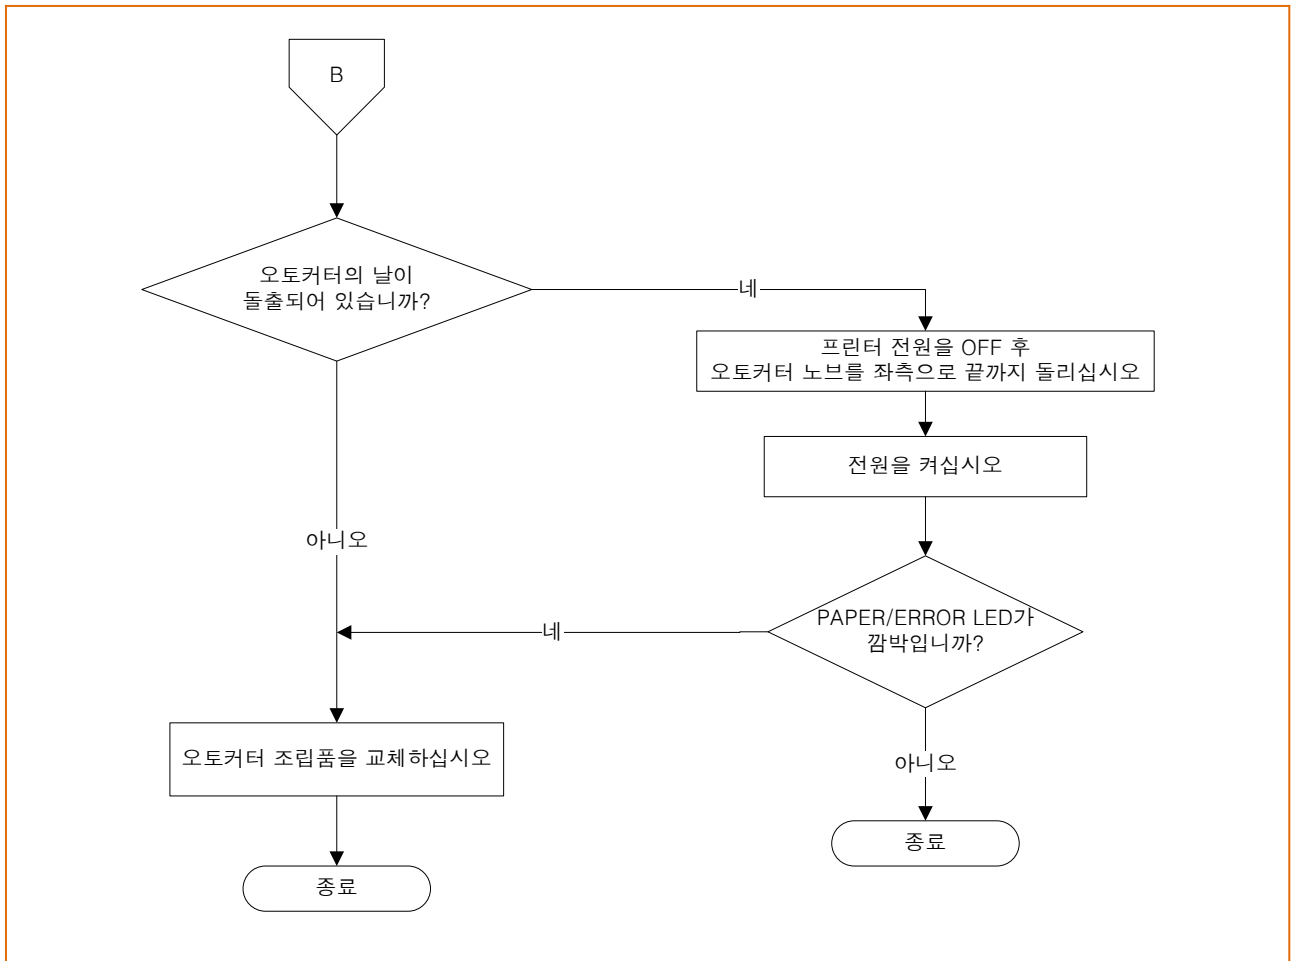 B
오토커터의 날이
돌출되어 있습니까?
네
프린터 전원을 OFF 후
오토커터 노브를 좌측으로 끝까지 돌리십시오
전원을 켜십시오
아니오
PAPER/ERROR LED가
깜박입니까?
네
오토커터 조립품을 교체하십시오
아니오
종료
종료